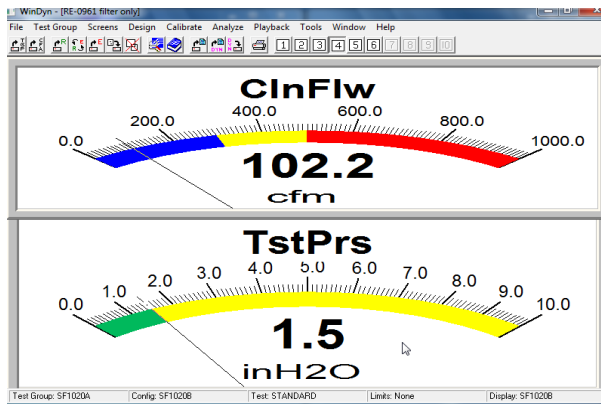 WinDyn - [RE-0961 filter only]
File Test Group Screens Design Calibrate Analyze Playback Tools Window Help
1 2 3 4 5 6 7 8 9 10
ClnFlw
0.0 200.0 400.0 600.0 800.0 1000.0
102.2
cfm
TstPrs
0.0 1.0 2.0 3.0 4.0 5.0 6.0 7.0 8.0 9.0 10.0
1.5
inH2O
Test Group: SF1020A Config: SF1020B Test: STANDARD Limits: None Display: SF1020B